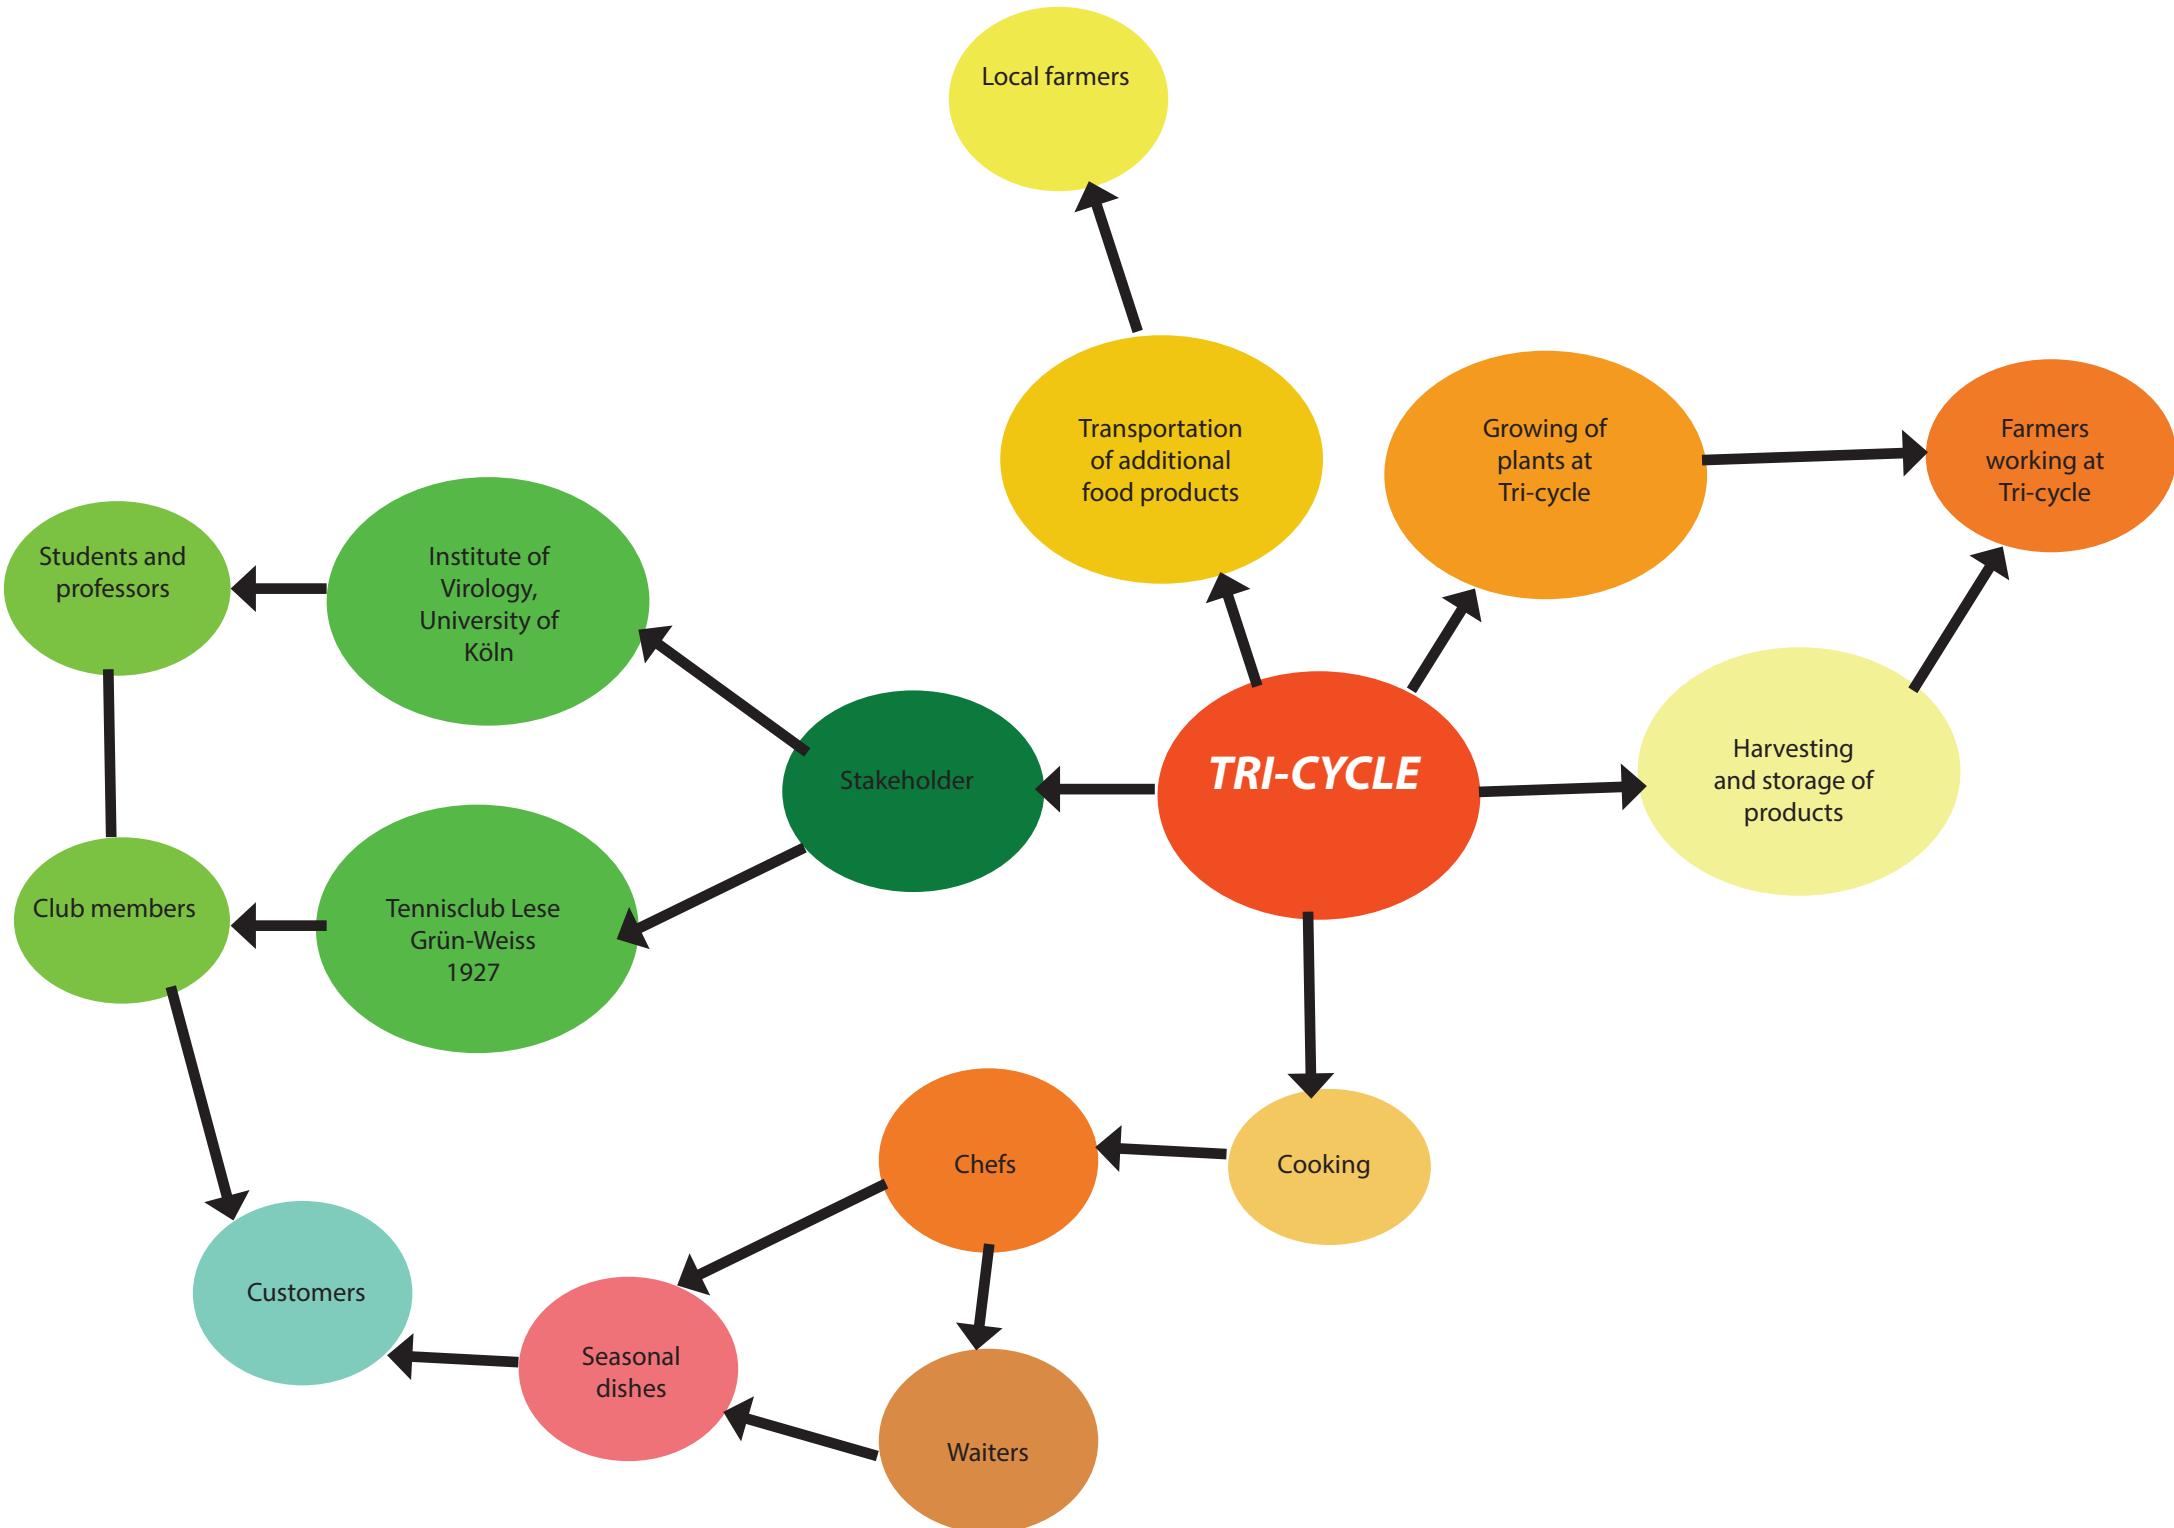 Local farmers
Transportation
of additional
food products
Growing of
plants at
Tri-cycle
Farmers
working at
Tri-cycle
Students and
professors
Institute of
Virology,
University of
Köln
Stakeholder
TRI-CYCLE
Harvesting
and storage of
products
Club members
Tennisclub Lese
Grün-Weiss
1927
Chefs
Cooking
Customers
Seasonal
dishes
Waiters